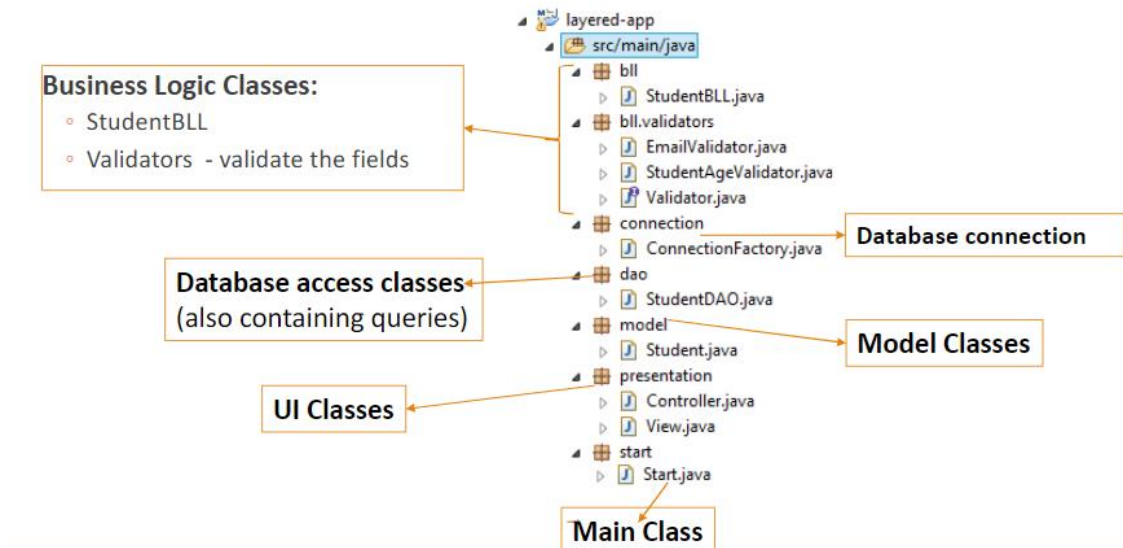 layered-app
src/main/java
bll
StudentBLL.java
bll.validators
EmailValidator.java
StudentAgeValidator.java
Validator.java
connection
ConnectionFactory.java
dao
StudentDAO.java
model
Student.java
presentation
Controller.java
View.java
start
Start.java
Business Logic Classes:
◦ StudentBLL
◦ Validators - validate the fields
Database connection
Database access classes
(also containing queries)
Model Classes
UI Classes
Main Class